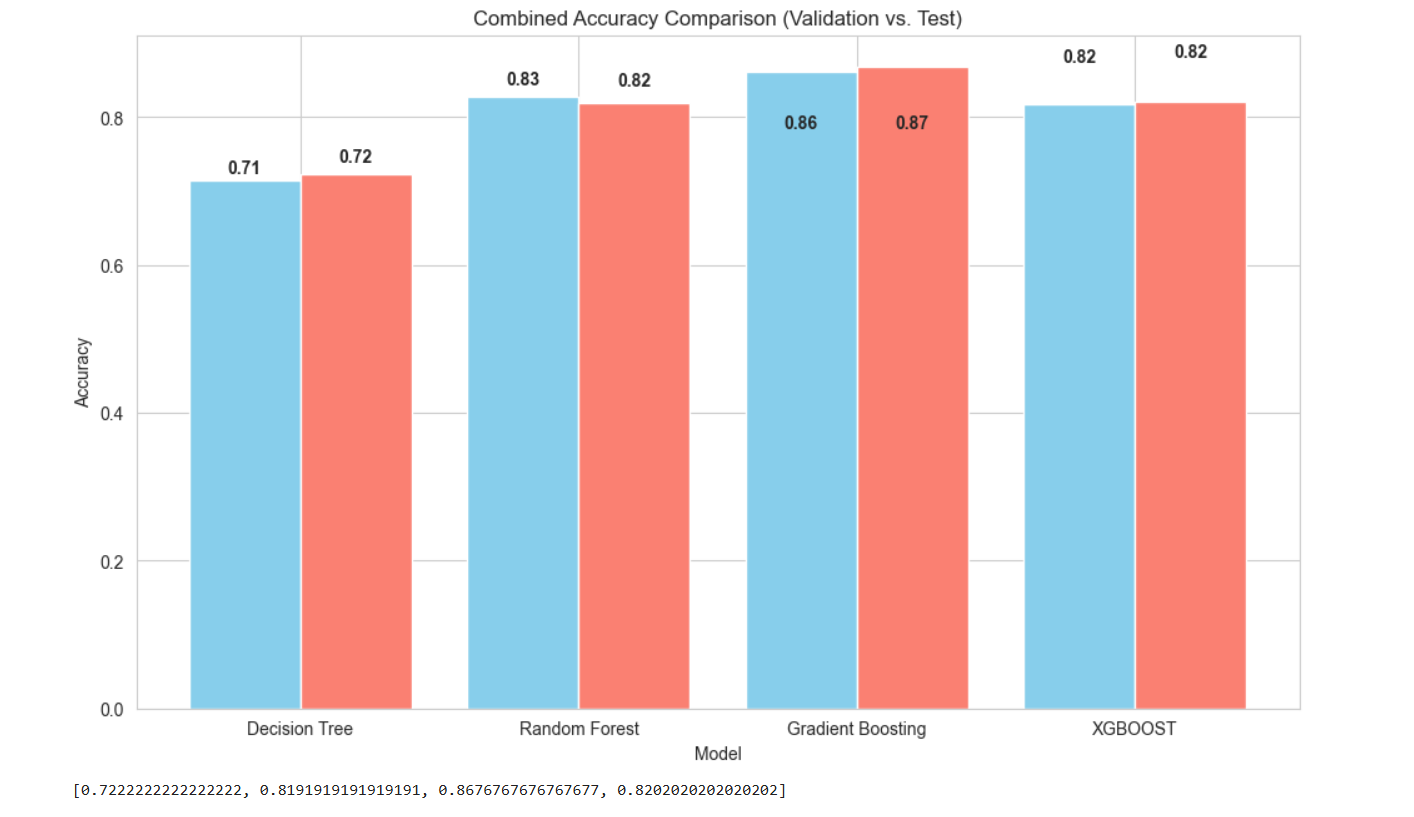 Combined Accuracy Comparison (Validation vs. Test)
0.82
0.82
0.83
0.82
0.8
0.86
0.87
0.71
0.72
0.6
Accuracy
0.4
0.2
0.0
Decision Tree
Random Forest
Gradient Boosting
XGBOOST
Model
[0.7222222222222222, 0.8191919191919191, 0.8676767676767677, 0.8202020202020202]